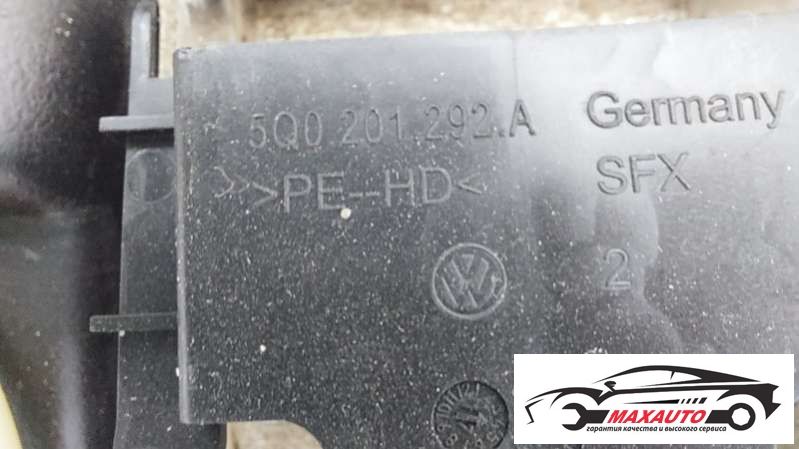 5Q0 201.292.A Germany
>>PE--HD< SFX
2
MAXAUTO
гарантия качества и высокого сервиса